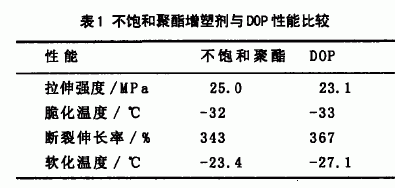 表1 不饱和聚酯增塑剂与DOP性能比较
性能 不饱和聚酯 DOP
拉伸强度/MPa 25.0 23.1
脆化温度/℃ -32 -33
断裂伸长率/% 343 367
软化温度/℃ -23.4 -27.1